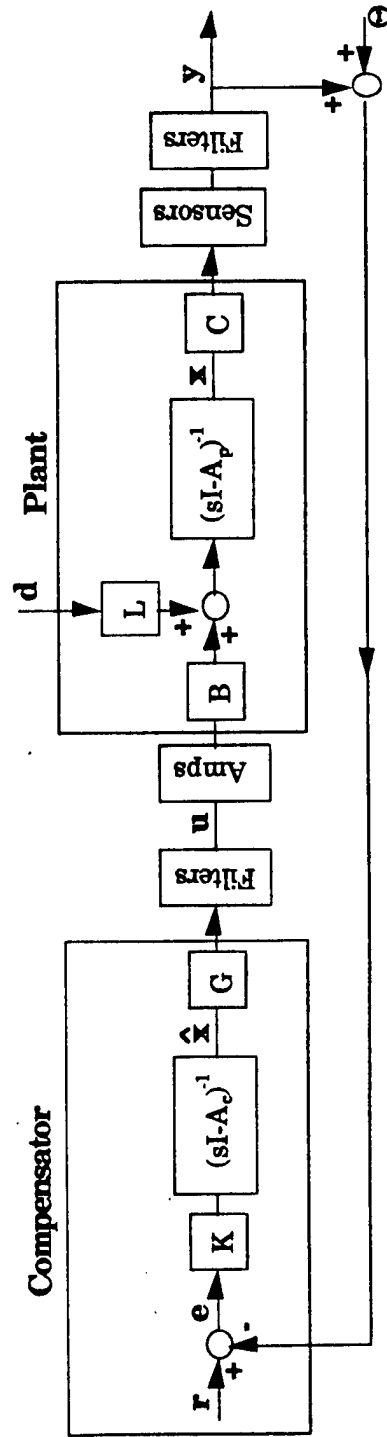 Compensator
Plant
r
+
-
e
K
(sI-A_c)^{-1}
x̂
G
Filters
u
Amps
B
d
L
+
+
(sI-A_p)^{-1}
x
C
Sensors
Filters
y
+
+
Θ